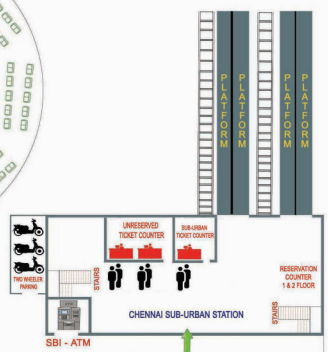 PLATFORM
PLATFORM
PLATFORM
PLATFORM
UNRESERVED
TICKET COUNTER
SUB-URBAN
TICKET COUNTER
TWO WHEELER
PARKING
STAIRS
RESERVATION
COUNTER
1 & 2 FLOOR
CHENNAI SUB-URBAN STATION
STAIRS
SBI - ATM